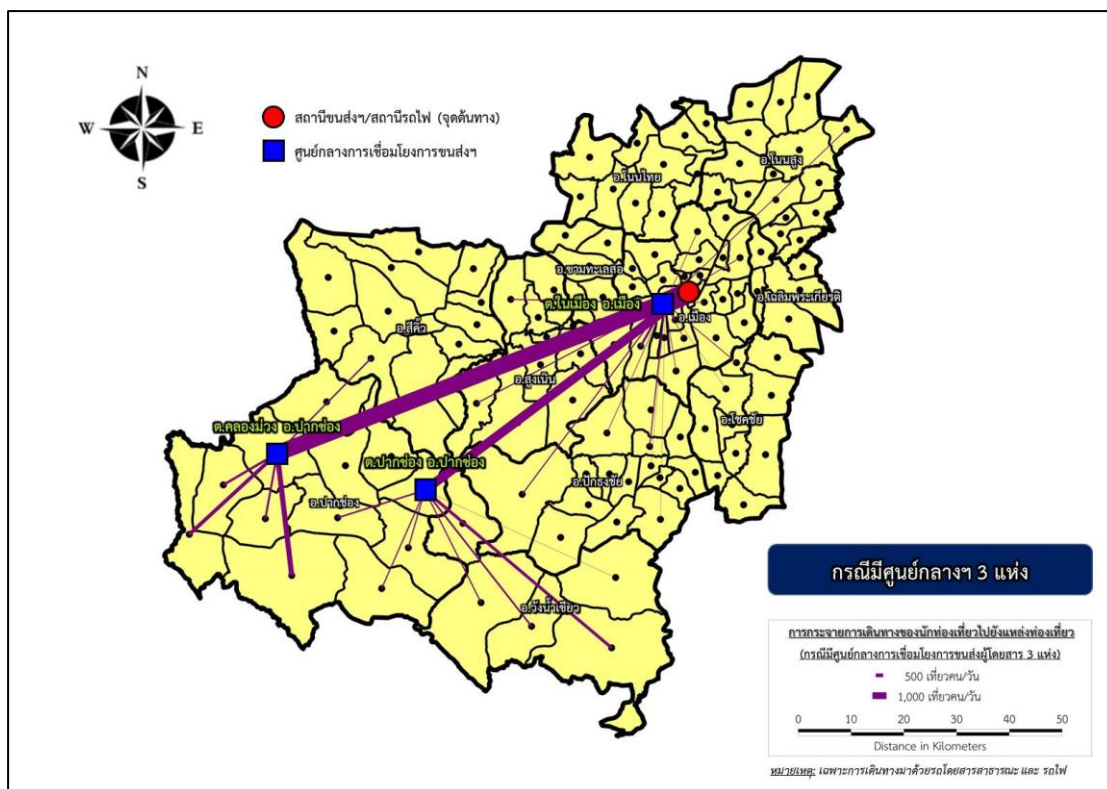 N
W E
S
สถานีขนส่งฯ/สถานีรถไฟ (จุดต้นทาง)
ศูนย์กลางการเชื่อมโยงการขนส่งฯ
อ.โนนสูง
อ.โนนไทย
อ.ขามทะเลสอ
อ.เฉลิมพระเกียรติ
ต.ในเมือง อ.เมือง
อ.เมือง
อ.สีคิ้ว
อ.สูงเนิน
อ.โชคชัย
ต.คลองม่วง อ.ปากช่อง
ต.ปากช่อง อ.ปากช่อง
อ.ปักธงชัย
อ.ปากช่อง
อ.วังน้ำเขียว
กรณีมีศูนย์กลางฯ 3 แห่ง
การกระจายการเดินทางของนักท่องเที่ยวไปยังแหล่งท่องเที่ยว
(กรณีมีศูนย์กลางการเชื่อมโยงการขนส่งผู้โดยสาร 3 แห่ง)
500 เที่ยวคน/วัน
1,000 เที่ยวคน/วัน
0 10 20 30 40 50
Distance in Kilometers
หมายเหตุ: เฉพาะการเดินทางมาด้วยรถโดยสารสาธารณะ และ รถไฟ